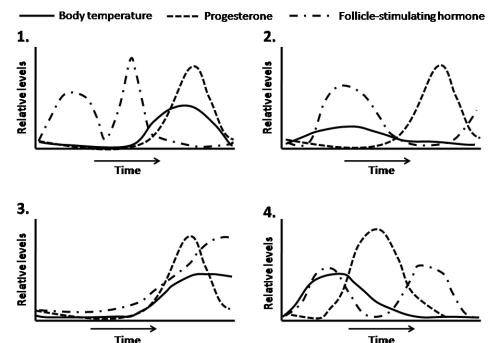 Body temperature Progesterone Follicle-stimulating hormone
1. 2.
Relative levels Relative levels
Time Time
3. 4.
Relative levels Relative levels
Time Time